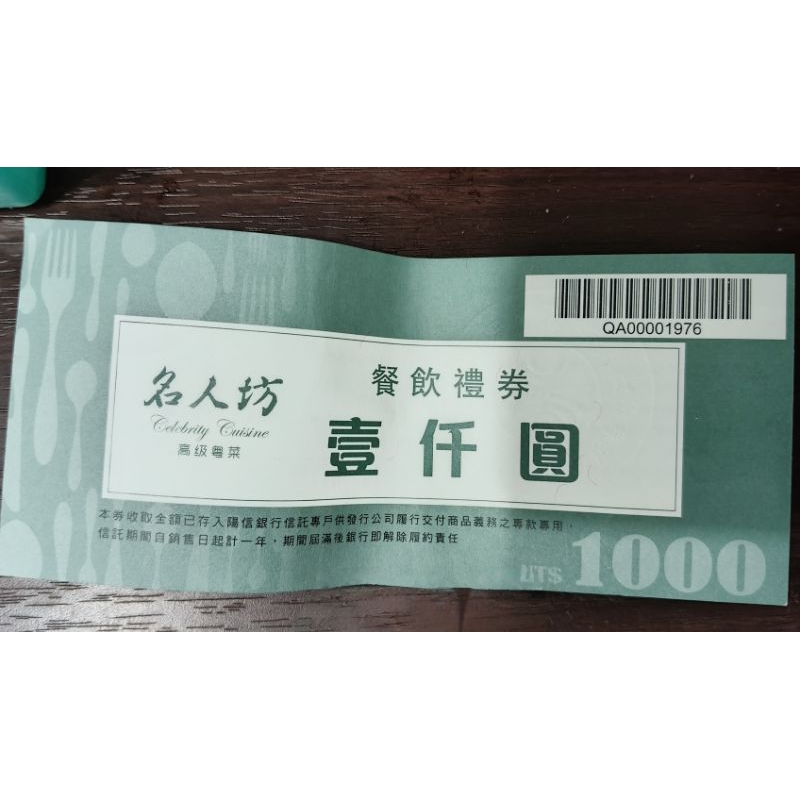 QA00001976
名人坊
Celebrity Cuisine
高级粵菜
餐飲禮券
壹仟圓
本券收取金額已存入陽信銀行信託專戶供發行公司履行交付商品義務之專款專用，
信託期間自銷售日起計一年，期間屆滿後銀行即解除履約責任
NT$ 1000